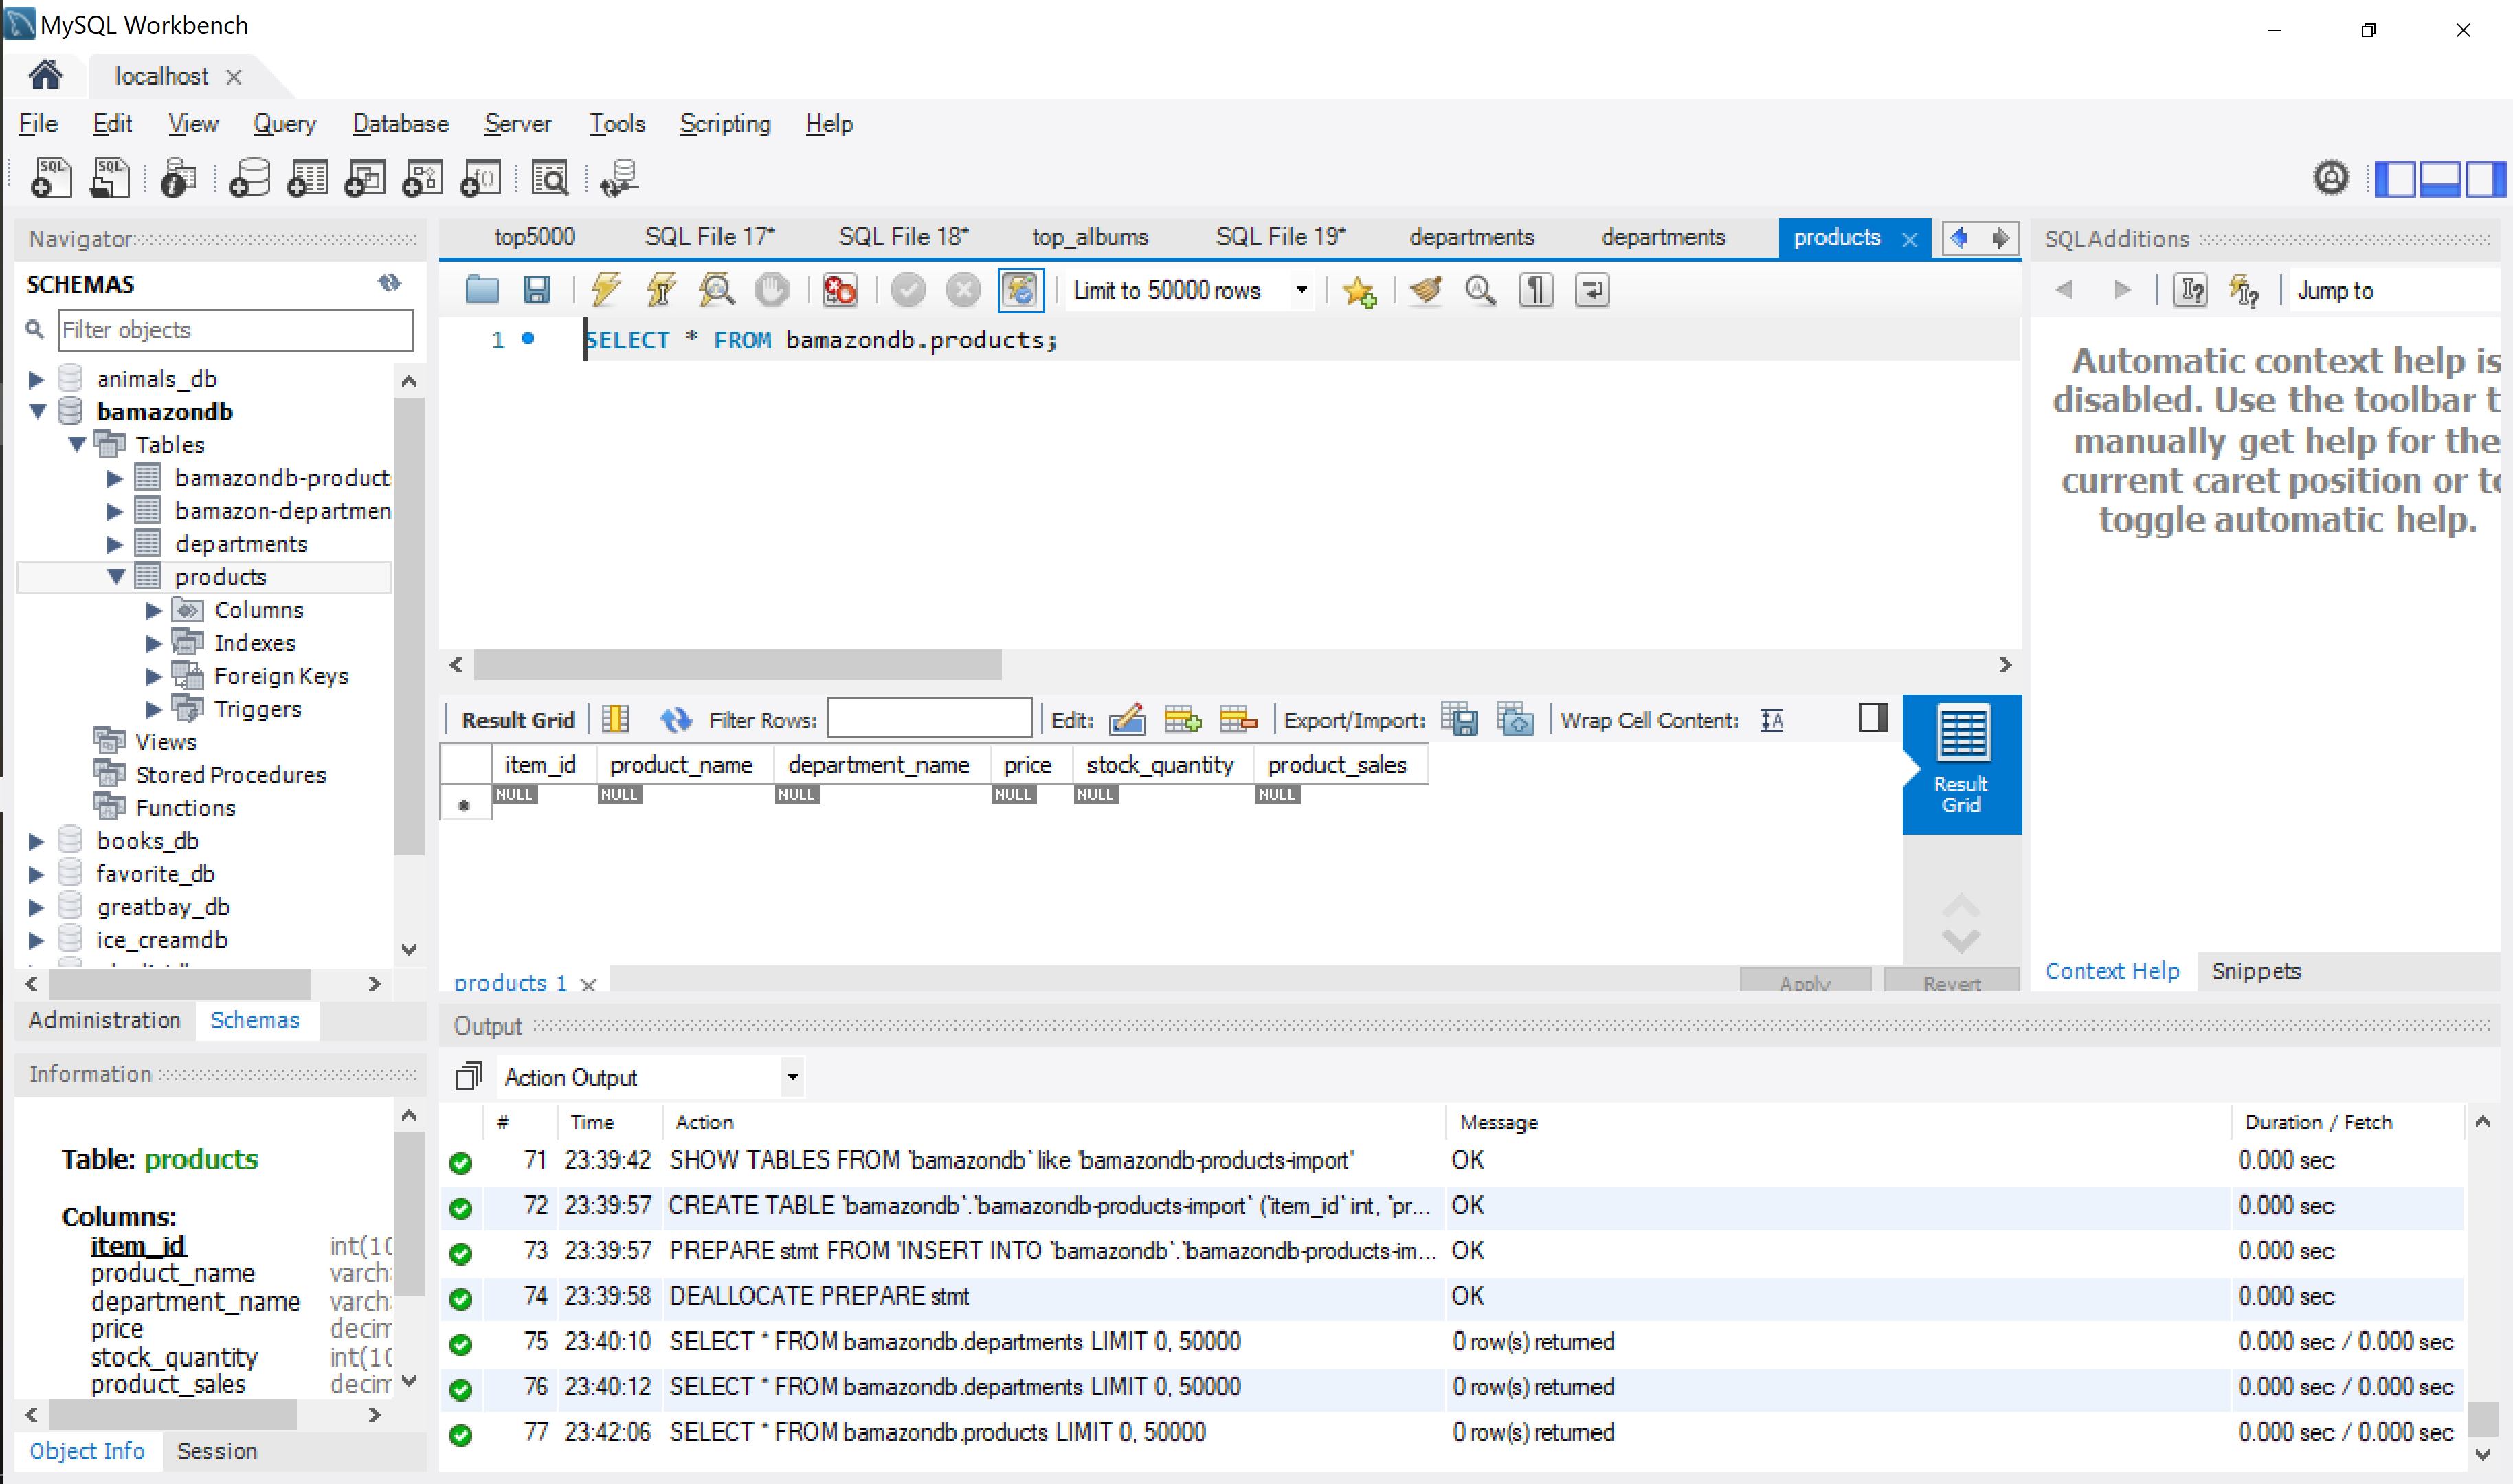 MySQL Workbench
localhost
File Edit View Query Database Server Tools Scripting Help
Navigator
SCHEMAS
Filter objects
animals_db
bamazondb
Tables
bamazondb-product
bamazon-departmen
departments
products
Columns
Indexes
Foreign Keys
Triggers
Views
Stored Procedures
Functions
books_db
favorite_db
greatbay_db
ice_creamdb
Administration Schemas
Information
Table: products
Columns:
item_id int(10
product_name varch
department_name varch
price decim
stock_quantity int(10
product_sales decim
Object Info Session
top5000 SQL File 17* SQL File 18* top_albums SQL File 19* departments departments products
Limit to 50000 rows
1 SELECT * FROM bamazondb.products;
Result Grid Filter Rows: Edit: Export/Import: Wrap Cell Content:
item_id product_name department_name price stock_quantity product_sales
NULL NULL NULL NULL NULL NULL
Result
Grid
products 1 Apply Revert
SQLAdditions
Jump to
Automatic context help is
disabled. Use the toolbar t
manually get help for the
current caret position or to
toggle automatic help.
Context Help Snippets
Output
Action Output
# Time Action Message Duration / Fetch
71 23:39:42 SHOW TABLES FROM `bamazondb` like 'bamazondb-products-import' OK 0.000 sec
72 23:39:57 CREATE TABLE `bamazondb`.`bamazondb-products-import` (`item_id` int, `pr... OK 0.000 sec
73 23:39:57 PREPARE stmt FROM 'INSERT INTO `bamazondb`.`bamazondb-products-im... OK 0.000 sec
74 23:39:58 DEALLOCATE PREPARE stmt OK 0.000 sec
75 23:40:10 SELECT * FROM bamazondb.departments LIMIT 0, 50000 0 row(s) returned 0.000 sec / 0.000 sec
76 23:40:12 SELECT * FROM bamazondb.departments LIMIT 0, 50000 0 row(s) returned 0.000 sec / 0.000 sec
77 23:42:06 SELECT * FROM bamazondb.products LIMIT 0, 50000 0 row(s) returned 0.000 sec / 0.000 sec